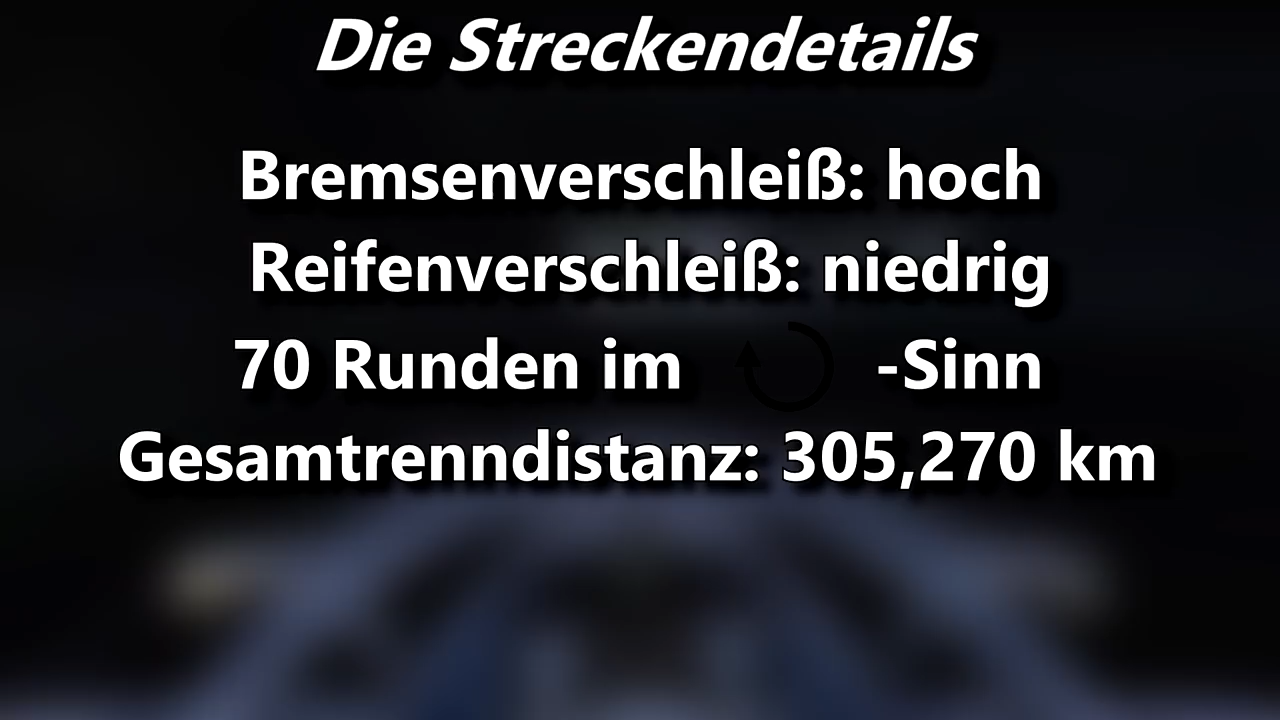 Die Streckendetails
Bremsenverschleiß: hoch
Reifenverschleiß: niedrig
70 Runden im -Sinn
Gesamtrenndistanz: 305,270 km